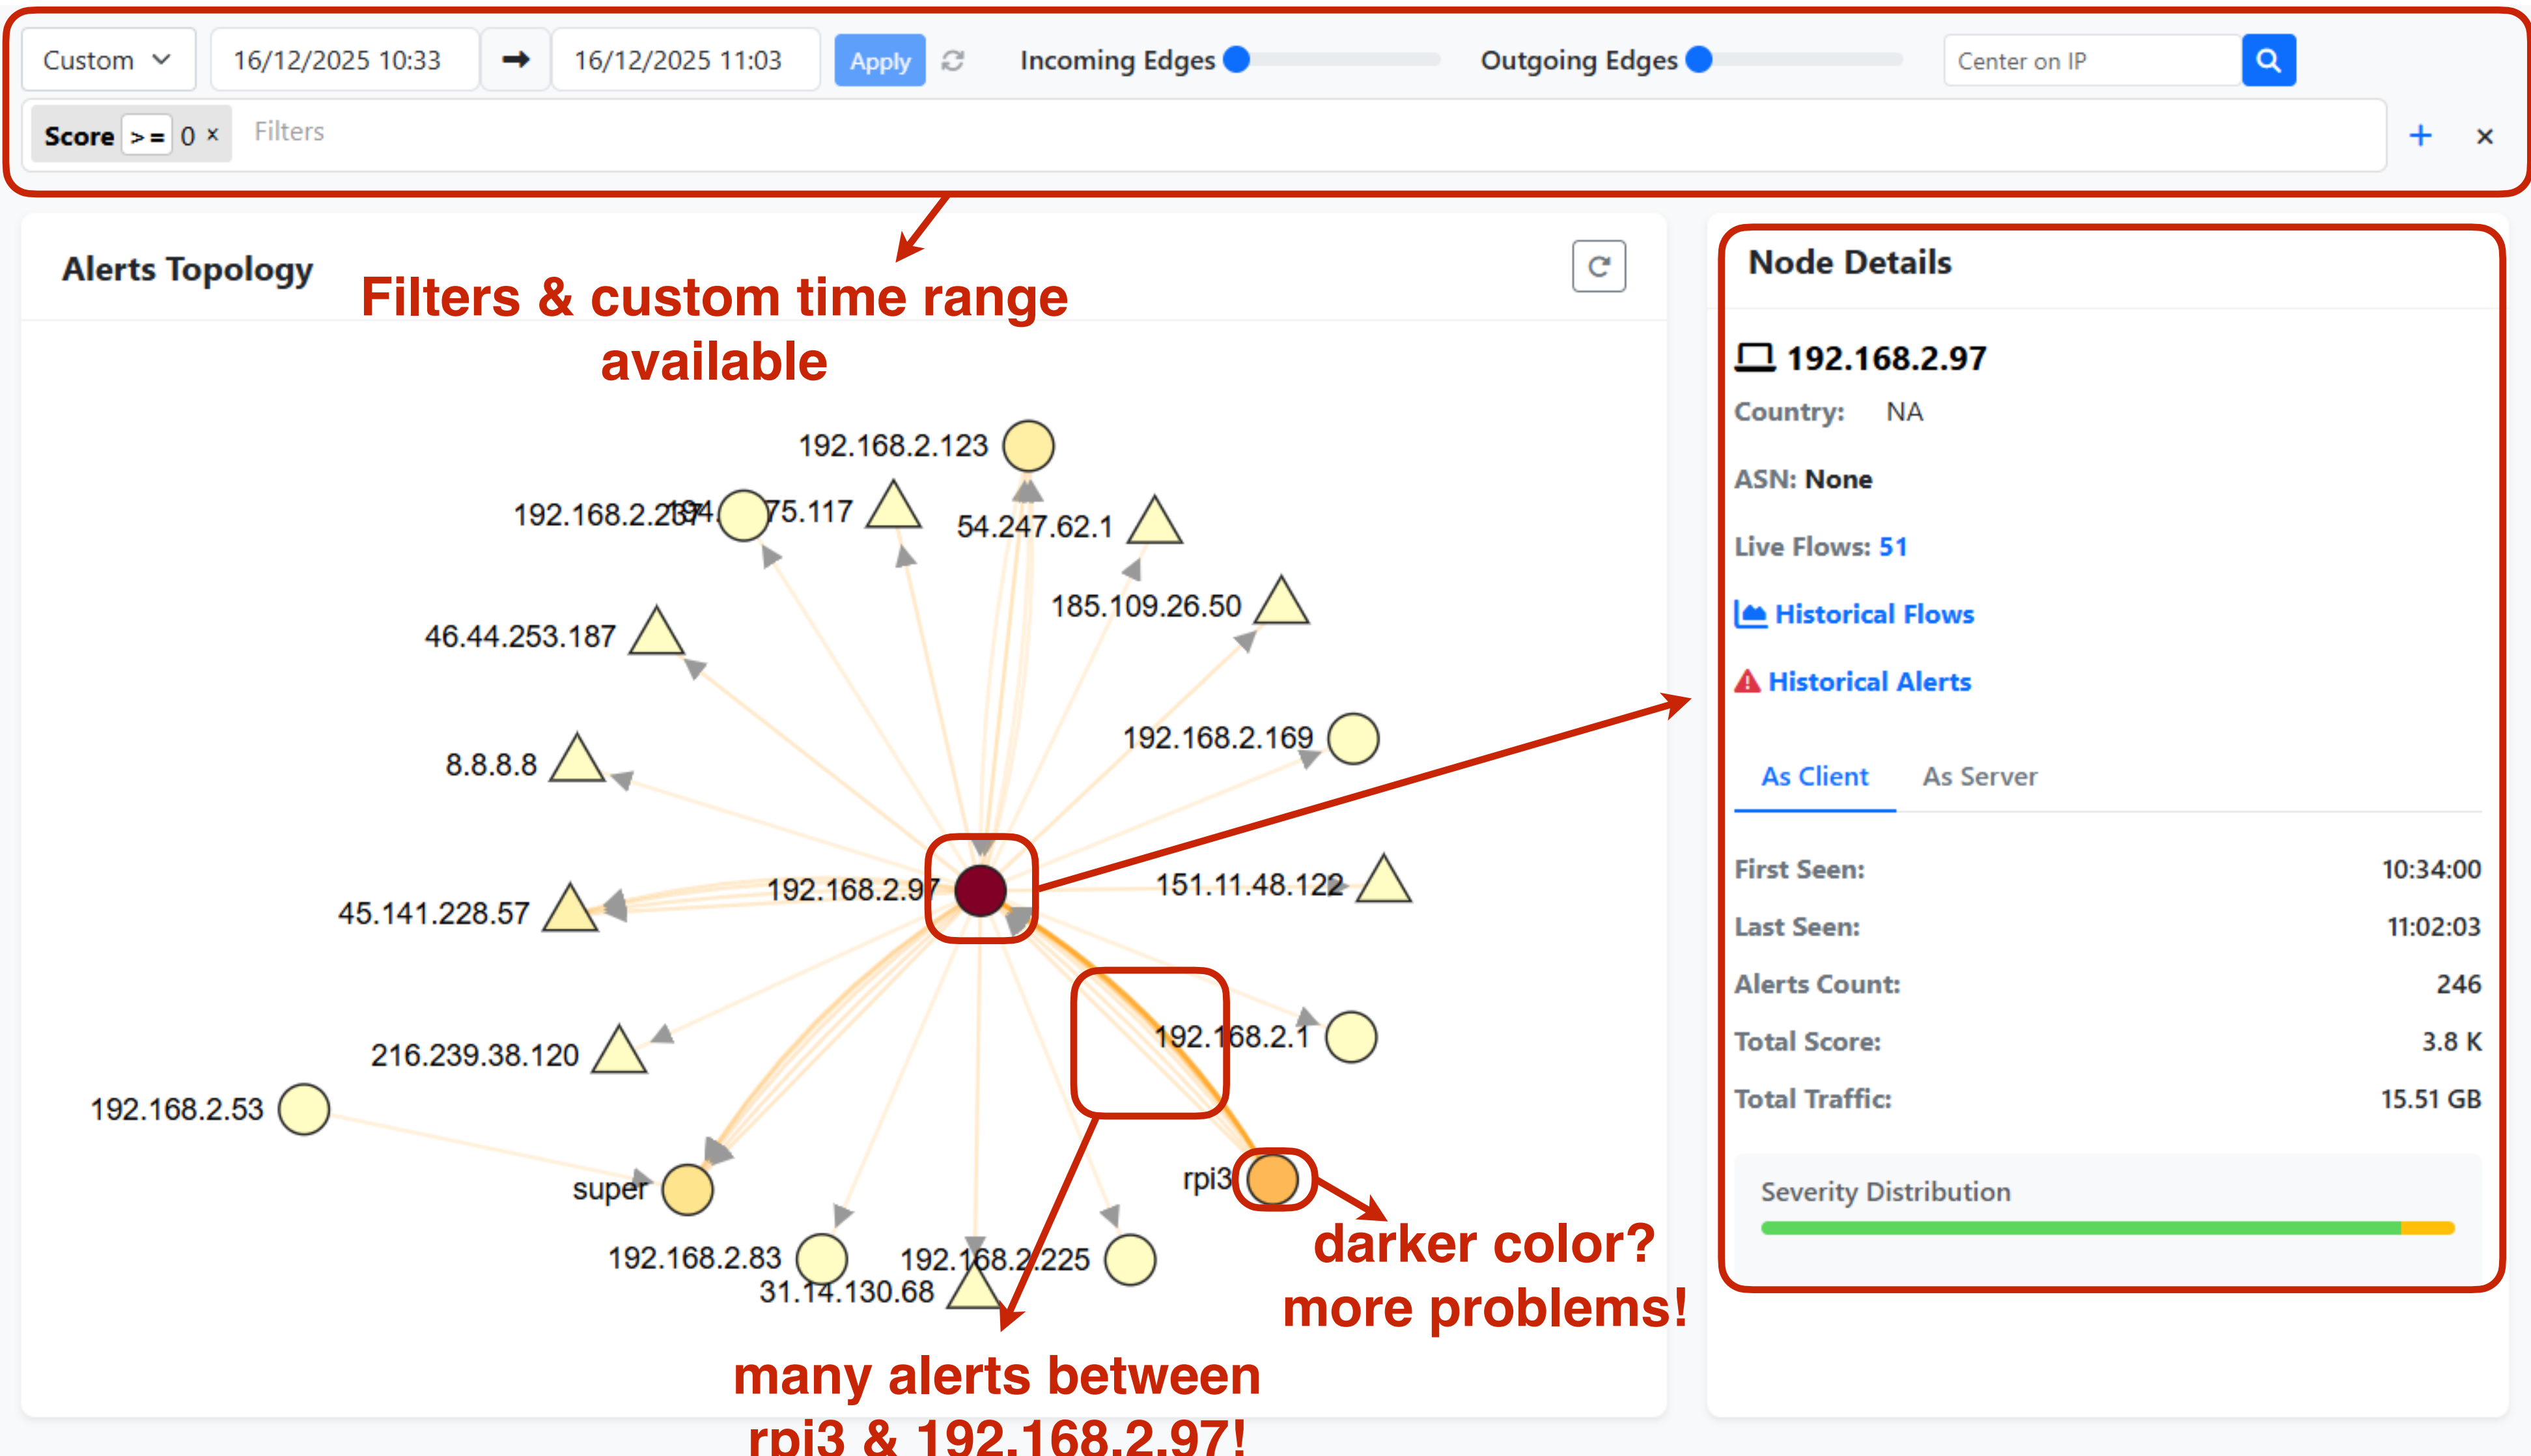 Custom 16/12/2025 10:33 16/12/2025 11:03 Apply Incoming Edges Outgoing Edges Center on IP
Score >= 0 × Filters + ×
Alerts Topology
Filters & custom time range
available
192.168.2.123
192.168.2.237
75.117
54.247.62.1
185.109.26.50
46.44.253.187
192.168.2.169
8.8.8.8
192.168.2.97
151.11.48.122
45.141.228.57
192.168.2.1
216.239.38.120
192.168.2.53
super
rpi3
192.168.2.83
192.168.2.225
31.14.130.68
darker color?
more problems!
many alerts between
rpi3 & 192.168.2.97!
Node Details
192.168.2.97
Country: NA
ASN: None
Live Flows: 51
Historical Flows
Historical Alerts
As Client As Server
First Seen: 10:34:00
Last Seen: 11:02:03
Alerts Count: 246
Total Score: 3.8 K
Total Traffic: 15.51 GB
Severity Distribution